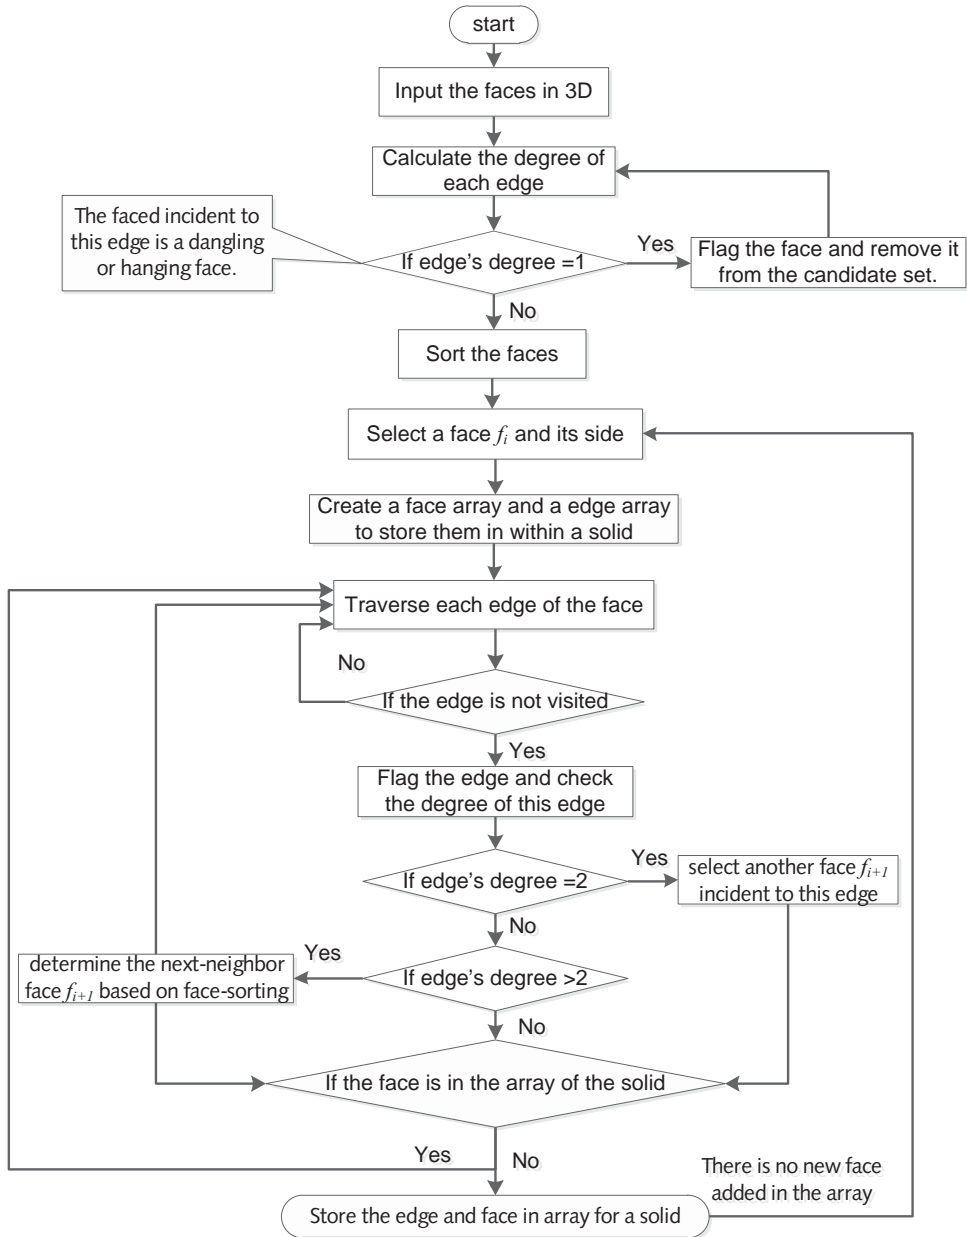 start
Input the faces in 3D
Calculate the degree of
each edge
The faced incident to
this edge is a dangling
or hanging face.
If edge's degree =1
Yes
Flag the face and remove it
from the candidate set.
No
Sort the faces
Select a face fi and its side
Create a face array and a edge array
to store them in within a solid
Traverse each edge of the face
No
If the edge is not visited
Yes
Flag the edge and check
the degree of this edge
If edge's degree =2
Yes
select another face fi+1
incident to this edge
No
If edge's degree >2
Yes
determine the next-neighbor
face fi+1 based on face-sorting
No
If the face is in the array of the solid
Yes
No
There is no new face
added in the array
Store the edge and face in array for a solid